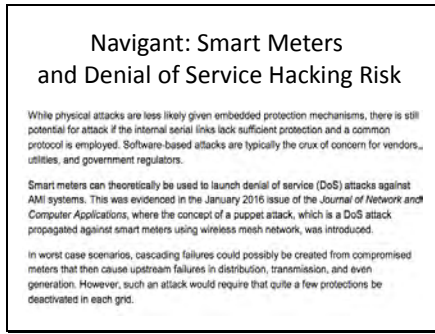 Navigant: Smart Meters
and Denial of Service Hacking Risk
While physical attacks are less likely given embedded protection mechanisms, there is still
potential for attack if the internal serial links lack sufficient protection and a common
protocol is employed. Software-based attacks are typically the crux of concern for vendors,
utilities, and government regulators.
Smart meters can theoretically be used to launch denial of service (DoS) attacks against
AMI systems. This was evidenced in the January 2016 issue of the Journal of Network and
Computer Applications, where the concept of a puppet attack, which is a DoS attack
propagated against smart meters using wireless mesh network, was introduced.
In worst case scenarios, cascading failures could possibly be created from compromised
meters that then cause upstream failures in distribution, transmission, and even
generation. However, such an attack would require that quite a few protections be
deactivated in each grid.